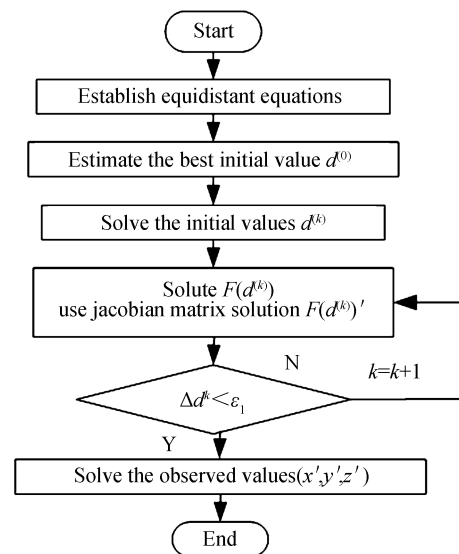 Start
Establish equidistant equations
Estimate the best initial value d⁽⁰⁾
Solve the initial values d⁽ᵏ⁾
Solute F(d⁽ᵏ⁾)
use jacobian matrix solution F(d⁽ᵏ⁾)′
N
k=k+1
Δdᵏ<ε₁
Y
Solve the observed values(x′,y′,z′)
End